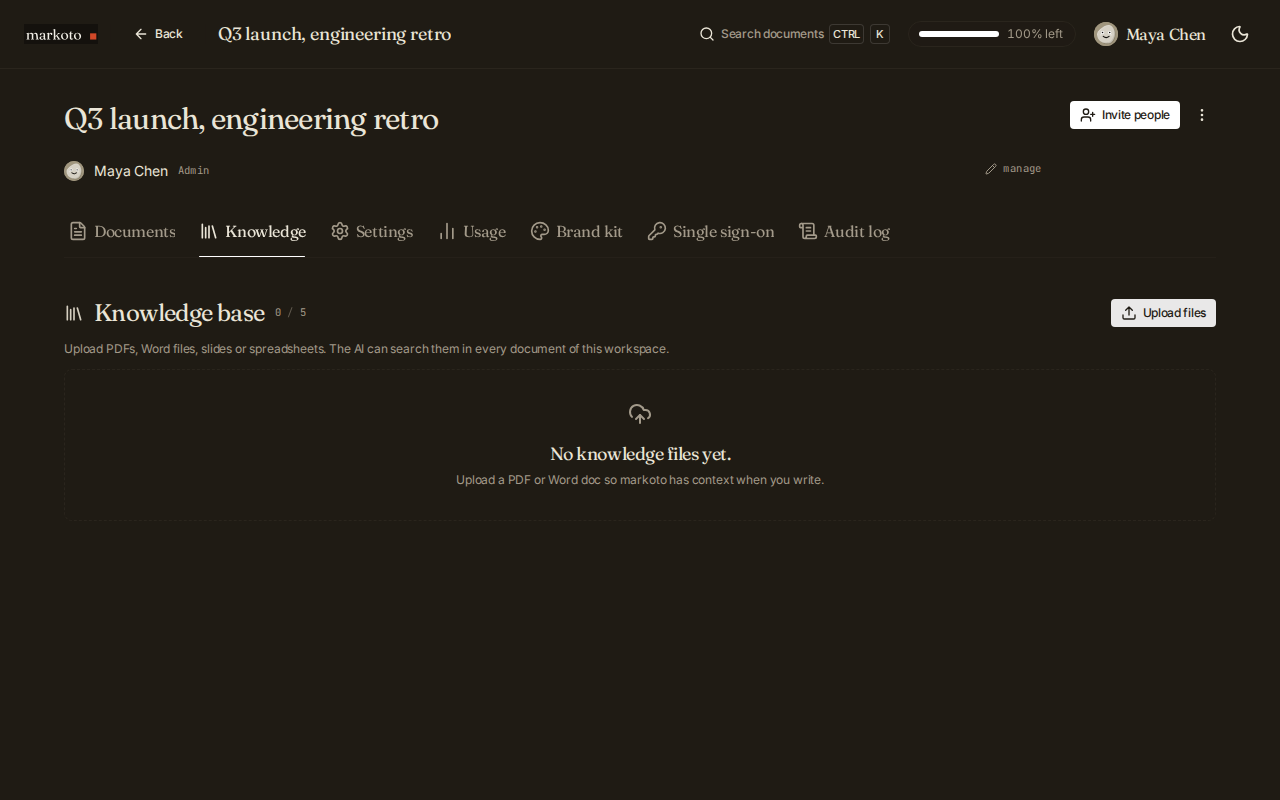 markoto
Back
Q3 launch, engineering retro
Search documents CTRL K
100% left
Maya Chen
Q3 launch, engineering retro
Invite people
Maya Chen Admin
manage
Documents Knowledge Settings Usage Brand kit Single sign-on Audit log
Knowledge base 0 / 5
Upload files
Upload PDFs, Word files, slides or spreadsheets. The AI can search them in every document of this workspace.
No knowledge files yet.
Upload a PDF or Word doc so markoto has context when you write.